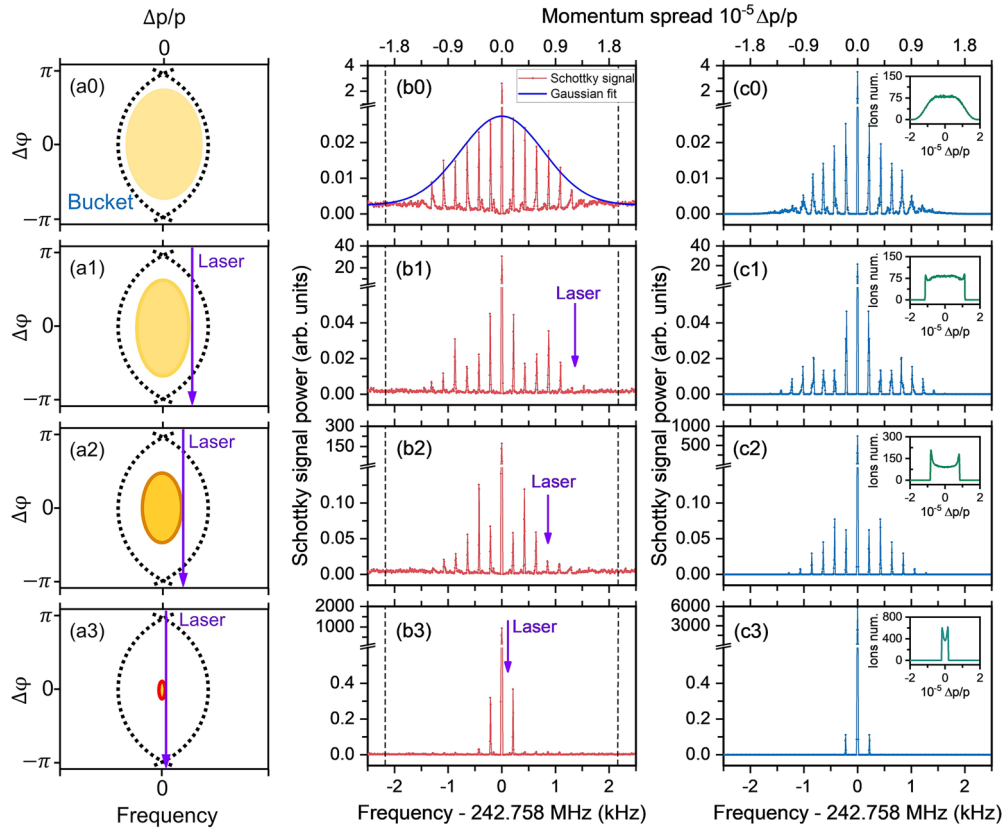 Δp/p
0
(a0)
π
0
−π
Δφ
Bucket
(a1)
π
0
−π
Δφ
Laser
(a2)
π
0
−π
Δφ
Laser
(a3)
π
0
−π
Δφ
Laser
0
Frequency
Momentum spread 10⁻⁵ Δp/p
-1.8 -0.9 0.0 0.9 1.8
(b0)
Schottky signal
Gaussian fit
4
2
0.02
0.01
0.00
(b1)
Laser
40
20
0.04
0.02
0.00
(b2)
Laser
300
150
0.10
0.05
0.00
(b3)
Laser
2000
1000
0.4
0.2
0.0
Schottky signal power (arb. units)
-2 -1 0 1 2
Frequency - 242.758 MHz (kHz)
-1.8 -0.9 0.0 0.9 1.8
(c0)
4
2
0.02
0.01
0.00
Ions num.
150
75
0
-2 0 2
10⁻⁵ Δp/p
(c1)
40
20
0.04
0.02
0.00
Ions num.
150
75
0
-2 0 2
10⁻⁵ Δp/p
(c2)
1000
500
0.10
0.05
0.00
Ions num.
300
150
0
-2 0 2
10⁻⁵ Δp/p
(c3)
6000
3000
0.4
0.2
0.0
Ions num.
800
400
0
-2 0 2
10⁻⁵ Δp/p
Schottky signal power (arb. units)
-2 -1 0 1 2
Frequency - 242.758 MHz (kHz)